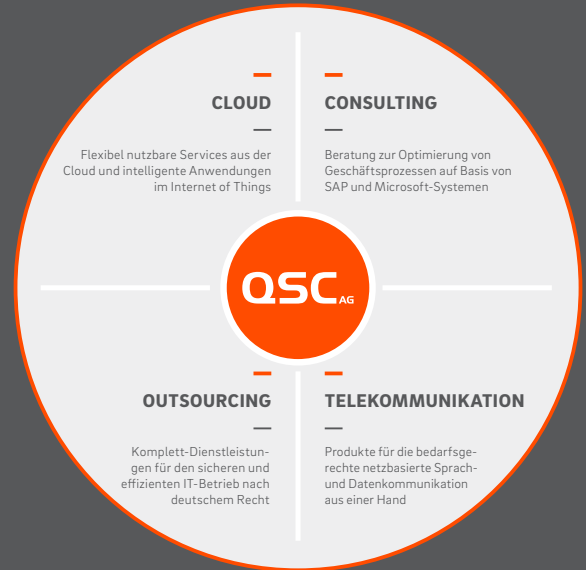 CLOUD
Flexibel nutzbare Services aus der
Cloud und intelligente Anwendungen
im Internet of Things
CONSULTING
Beratung zur Optimierung von
Geschäftsprozessen auf Basis von
SAP und Microsoft-Systemen
QSC AG
OUTSOURCING
Komplett-Dienstleistun-
gen für den sicheren und
effizienten IT-Betrieb nach
deutschem Recht
TELEKOMMUNIKATION
Produkte für die bedarfsge-
rechte netzbasierte Sprach-
und Datenkommunikation
aus einer Hand